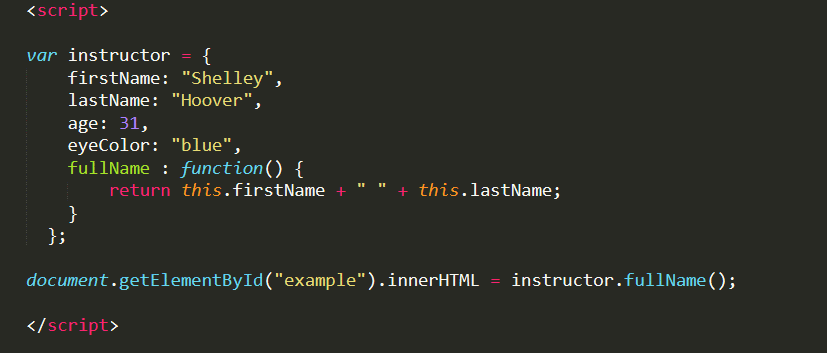 <script>
var instructor = {
firstName: "Shelley",
lastName: "Hoover",
age: 31,
eyeColor: "blue",
fullName : function() {
return this.firstName + " " + this.lastName;
}
};
document.getElementById("example").innerHTML = instructor.fullName();
</script>